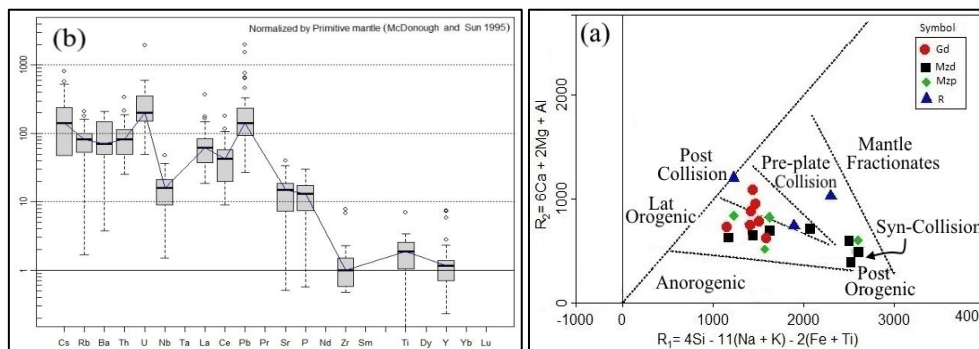 (b)
Normalized by Primitive mantle (McDonough and Sun 1995)
1000
100
10
1
Cs Rb Ba Th U Nb Ta La Ce Pb Pr Sr P Nd Zr Sm Ti Dy Y Yb Lu
(a)
Symbol
Gd
Mzd
Mzp
R
R₂= 6Ca + 2Mg + Al
2000
1000
0
Post
Collision
Pre-plate
Collision
Mantle
Fractionates
Lat
Orogenic
Syn-Collision
Anorogenic
Post
Orogenic
-1000 0 1000 2000 3000 400
R₁= 4Si - 11(Na + K) - 2(Fe + Ti)